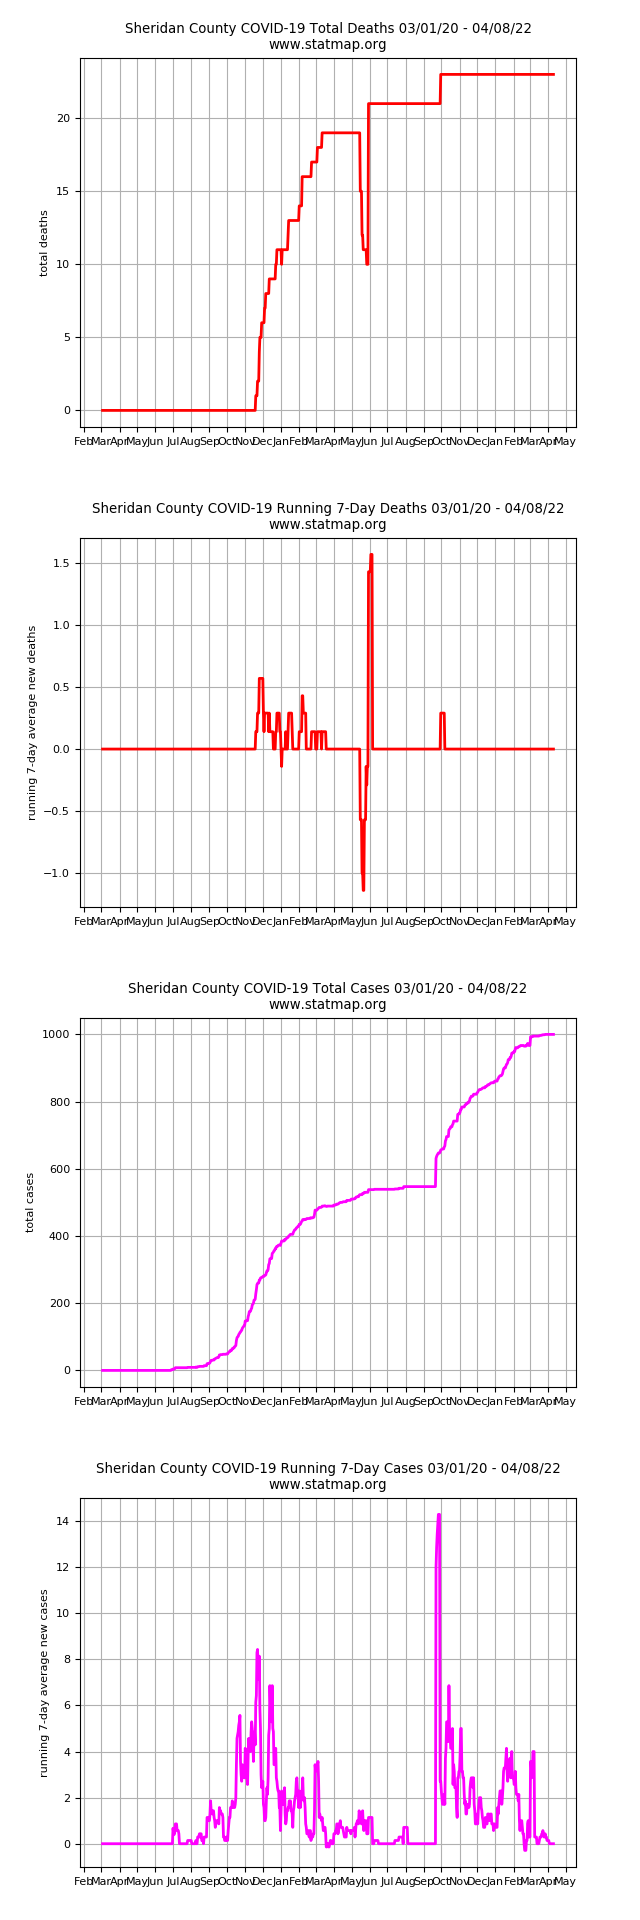 Sheridan County COVID-19 Total Deaths 03/01/20 - 04/08/22
www.statmap.org
total deaths
20
15
10
5
0
Feb Mar Apr May Jun Jul Aug Sep Oct Nov Dec Jan Feb Mar Apr May Jun Jul Aug Sep Oct Nov Dec Jan Feb Mar Apr May
Sheridan County COVID-19 Running 7-Day Deaths 03/01/20 - 04/08/22
www.statmap.org
running 7-day average new deaths
1.5
1.0
0.5
0.0
−0.5
−1.0
Feb Mar Apr May Jun Jul Aug Sep Oct Nov Dec Jan Feb Mar Apr May Jun Jul Aug Sep Oct Nov Dec Jan Feb Mar Apr May
Sheridan County COVID-19 Total Cases 03/01/20 - 04/08/22
www.statmap.org
total cases
1000
800
600
400
200
0
Feb Mar Apr May Jun Jul Aug Sep Oct Nov Dec Jan Feb Mar Apr May Jun Jul Aug Sep Oct Nov Dec Jan Feb Mar Apr May
Sheridan County COVID-19 Running 7-Day Cases 03/01/20 - 04/08/22
www.statmap.org
running 7-day average new cases
14
12
10
8
6
4
2
0
Feb Mar Apr May Jun Jul Aug Sep Oct Nov Dec Jan Feb Mar Apr May Jun Jul Aug Sep Oct Nov Dec Jan Feb Mar Apr May